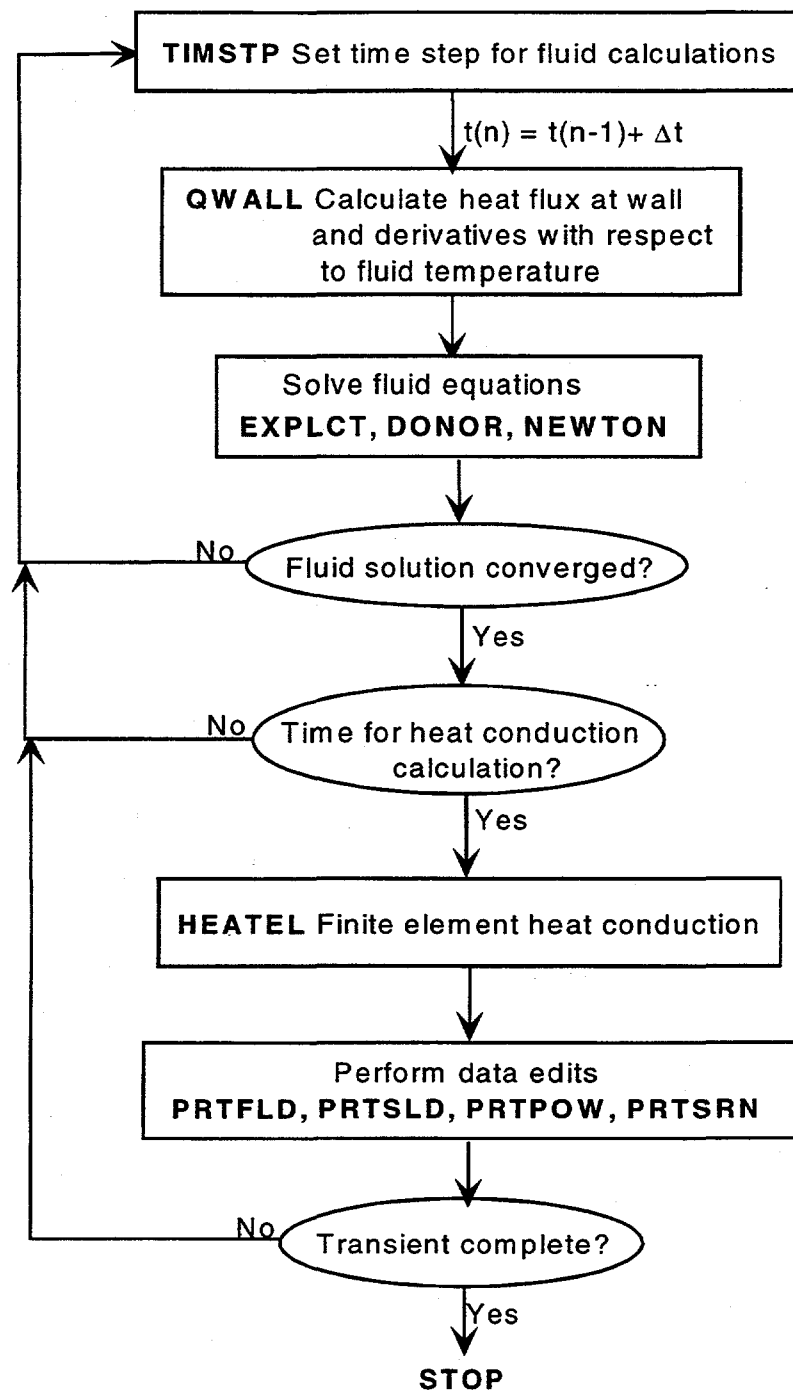 TIMSTP Set time step for fluid calculations
t(n) = t(n-1)+ Δt
QWALL Calculate heat flux at wall
and derivatives with respect
to fluid temperature
Solve fluid equations
EXPLCT, DONOR, NEWTON
No
Fluid solution converged?
Yes
No
Time for heat conduction
calculation?
Yes
HEATEL Finite element heat conduction
Perform data edits
PRTFLD, PRTSLD, PRTPOW, PRTSRN
No
Transient complete?
Yes
STOP